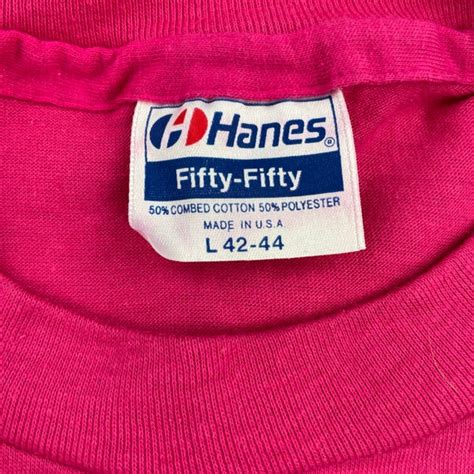 Hanes®
Fifty-Fifty
50% COMBED COTTON 50% POLYESTER
MADE IN U.S.A
L 42-44